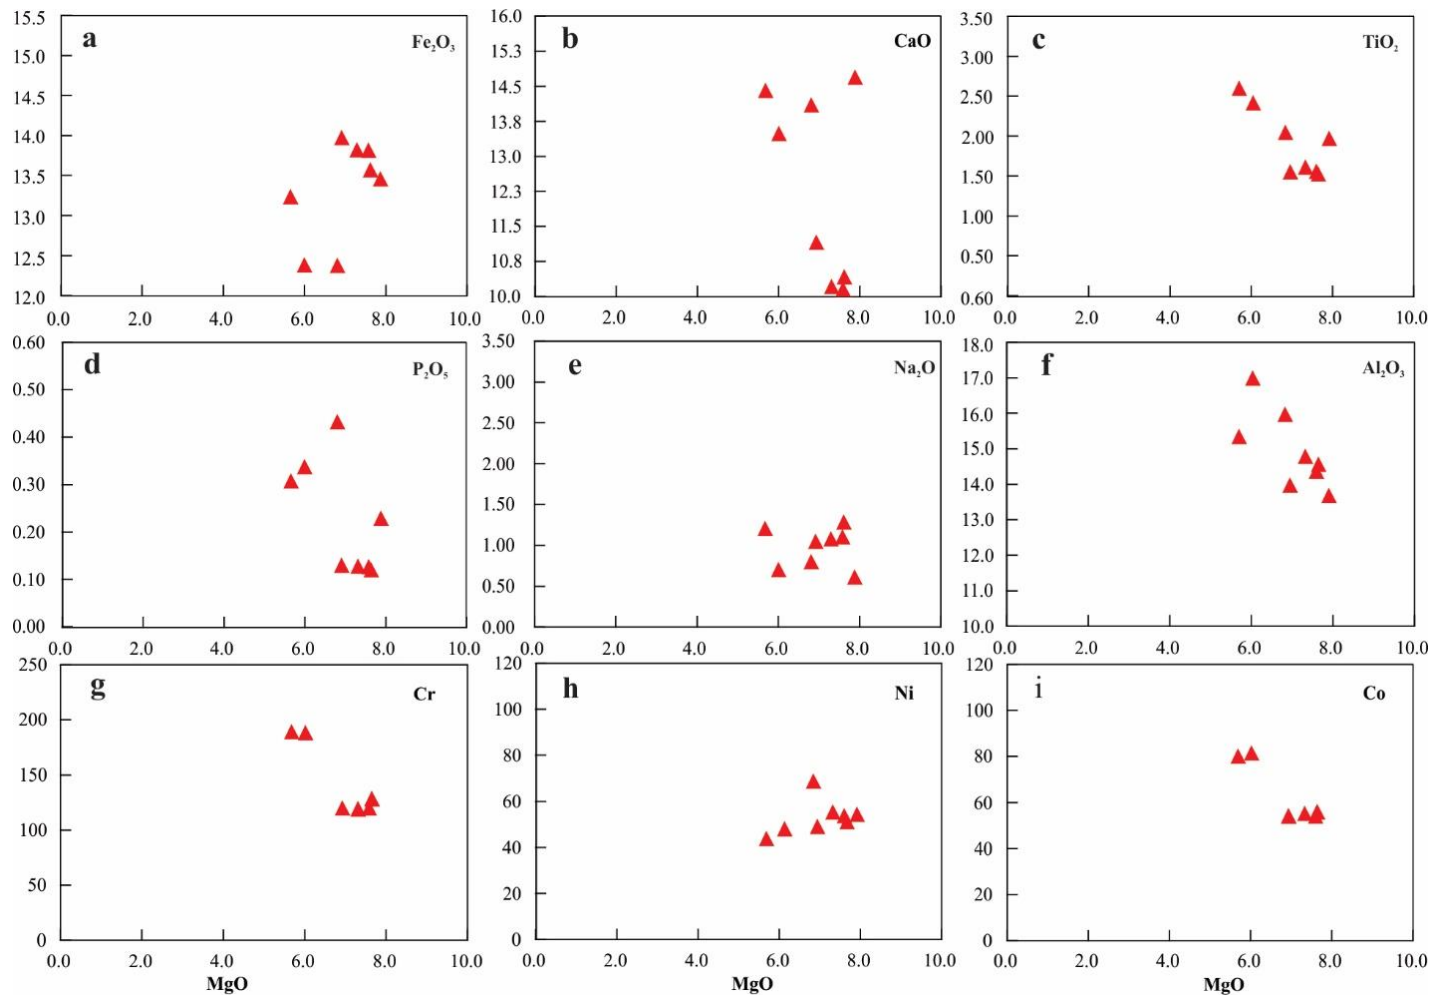 15.5
15.0
14.5
14.0
13.5
13.0
12.5
12.0
a
Fe₂O₃
0.0 2.0 4.0 6.0 8.0 10.0
16.0
15.3
14.5
13.8
13.0
12.3
11.5
10.8
10.0
b
CaO
0.0 2.0 4.0 6.0 8.0 10.0
3.50
3.00
2.50
2.00
1.50
1.00
0.50
0.60
c
TiO₂
0.0 2.0 4.0 6.0 8.0 10.0
0.60
0.50
0.40
0.30
0.20
0.10
0.00
d
P₂O₅
0.0 2.0 4.0 6.0 8.0 10.0
3.50
3.00
2.50
2.00
1.50
1.00
0.50
0.00
e
Na₂O
0.0 2.0 4.0 6.0 8.0 10.0
18.0
17.0
16.0
15.0
14.0
13.0
12.0
11.0
10.0
f
Al₂O₃
0.0 2.0 4.0 6.0 8.0 10.0
250
200
150
100
50
0
g
Cr
0.0 2.0 4.0 6.0 8.0 10.0
MgO
120
100
80
60
40
20
0
h
Ni
0.0 2.0 4.0 6.0 8.0 10.0
MgO
120
100
80
60
40
20
0
i
Co
0.0 2.0 4.0 6.0 8.0 10.0
MgO